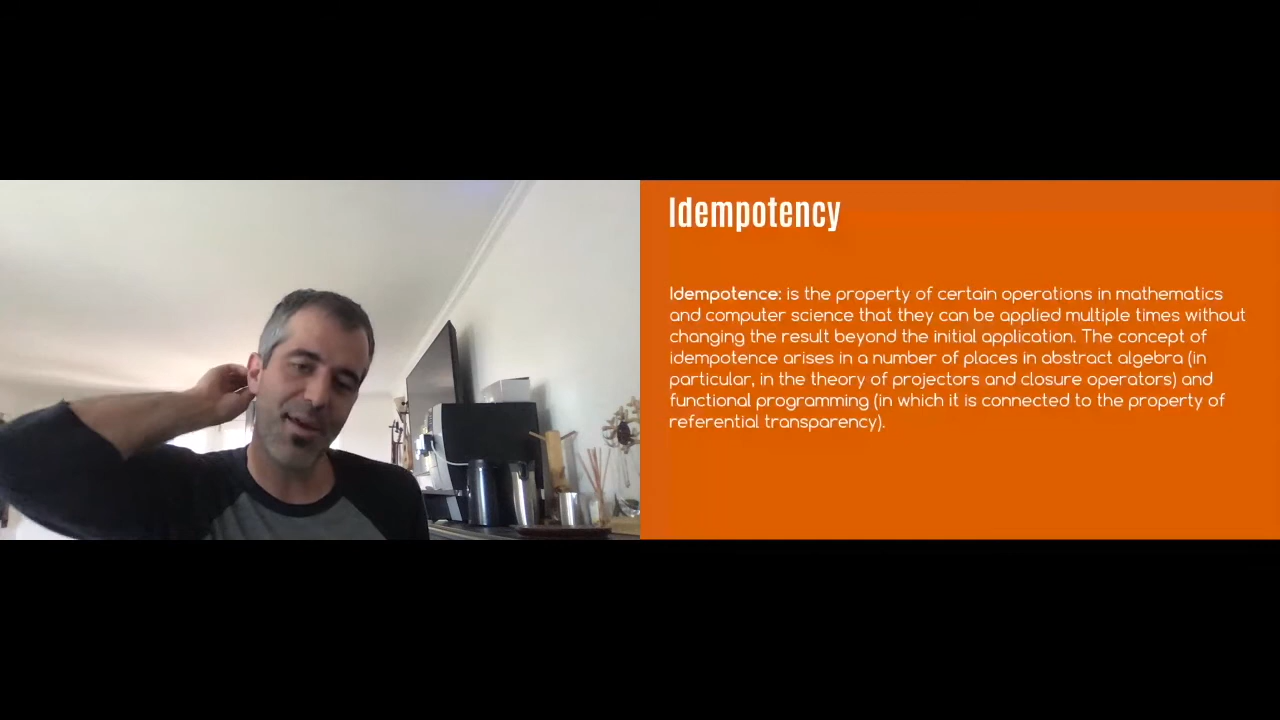 Idempotency
Idempotence: is the property of certain operations in mathematics
and computer science that they can be applied multiple times without
changing the result beyond the initial application. The concept of
idempotence arises in a number of places in abstract algebra (in
particular, in the theory of projectors and closure operators) and
functional programming (in which it is connected to the property of
referential transparency).